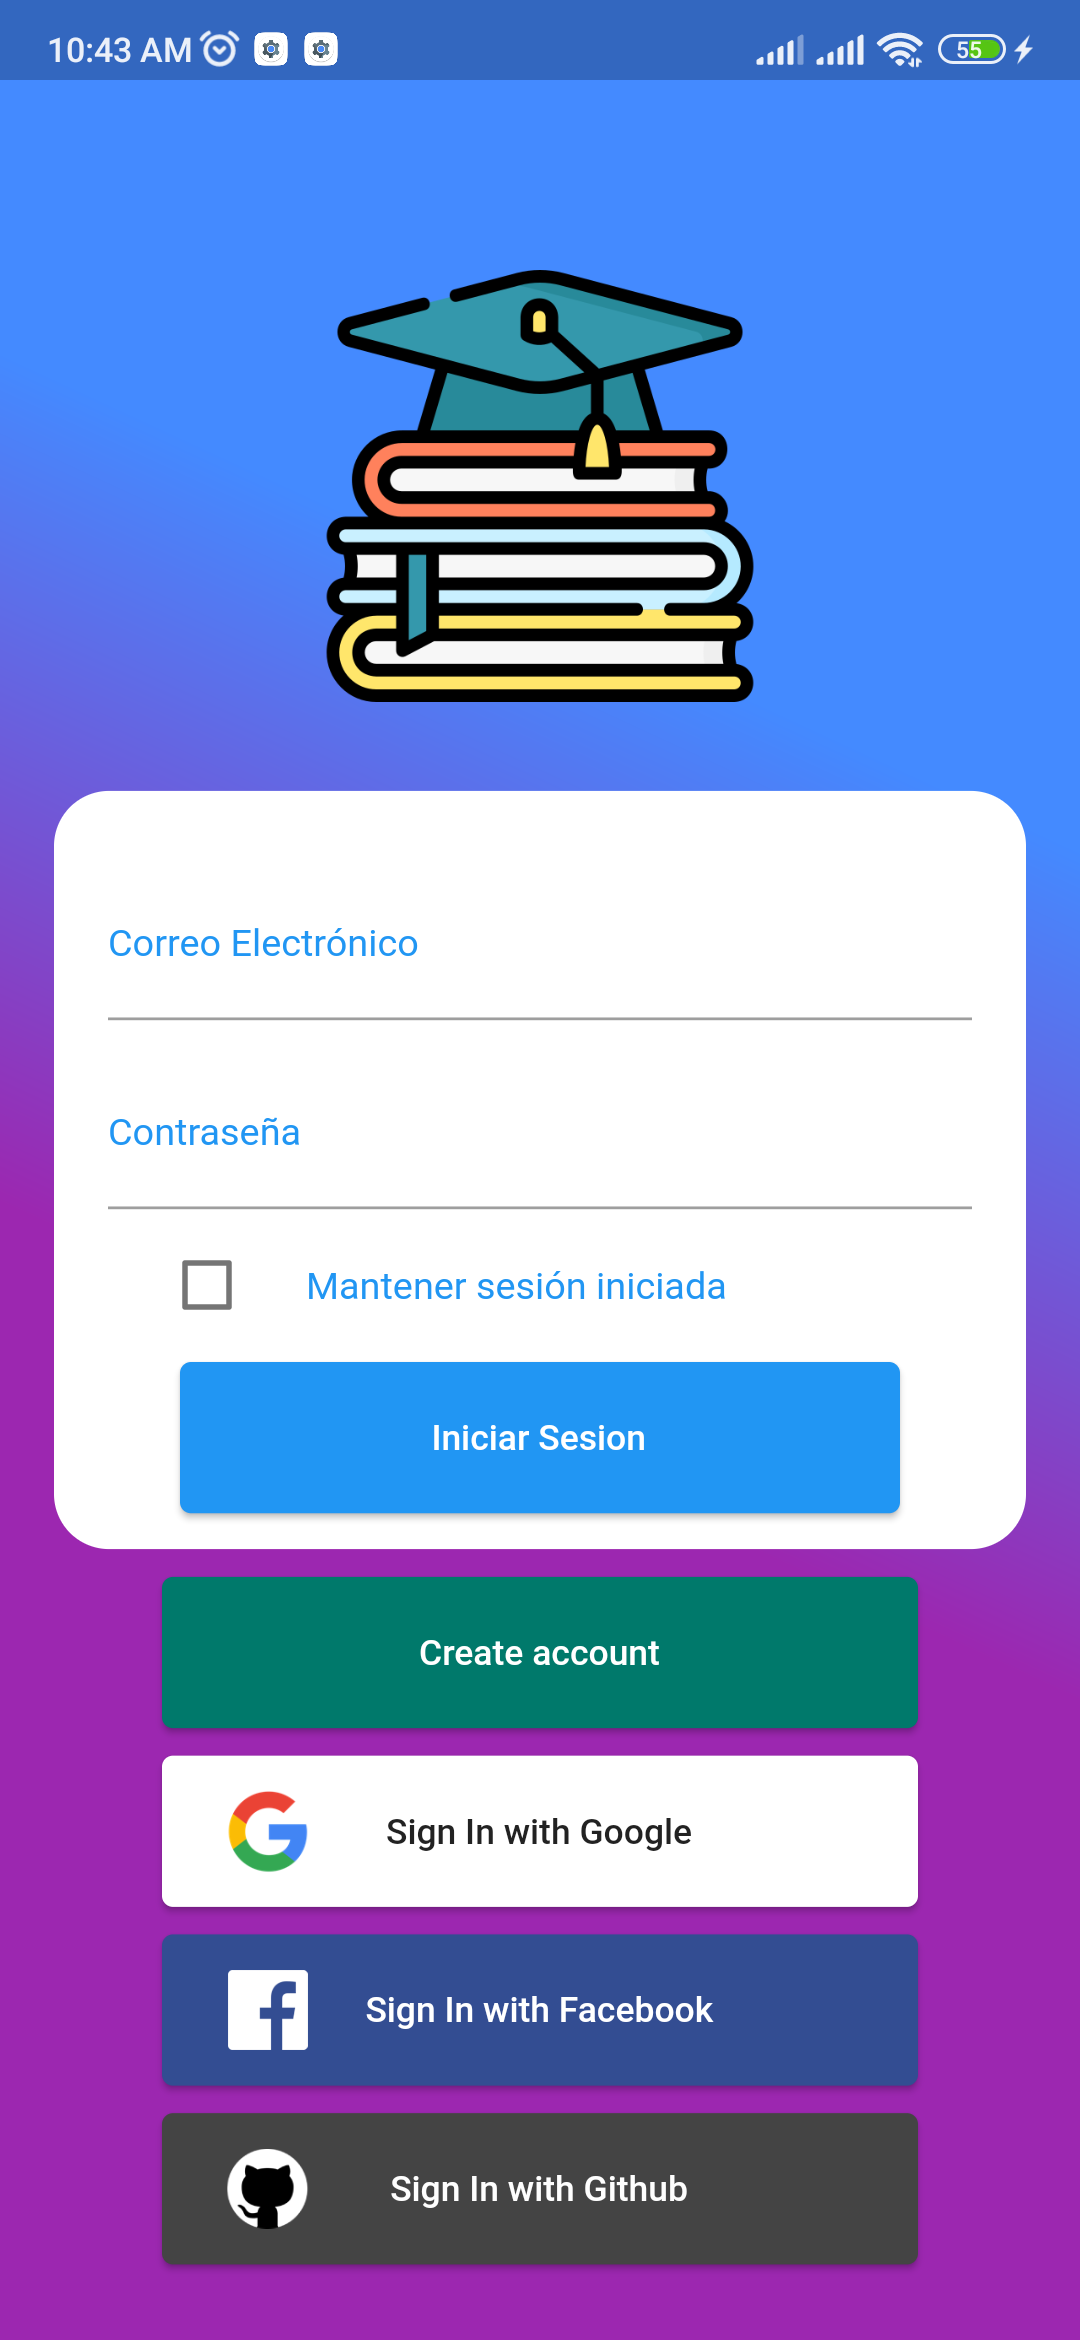 10:43 AM
55
Correo Electrónico
Contraseña
Mantener sesión iniciada
Iniciar Sesion
Create account
Sign In with Google
Sign In with Facebook
Sign In with Github